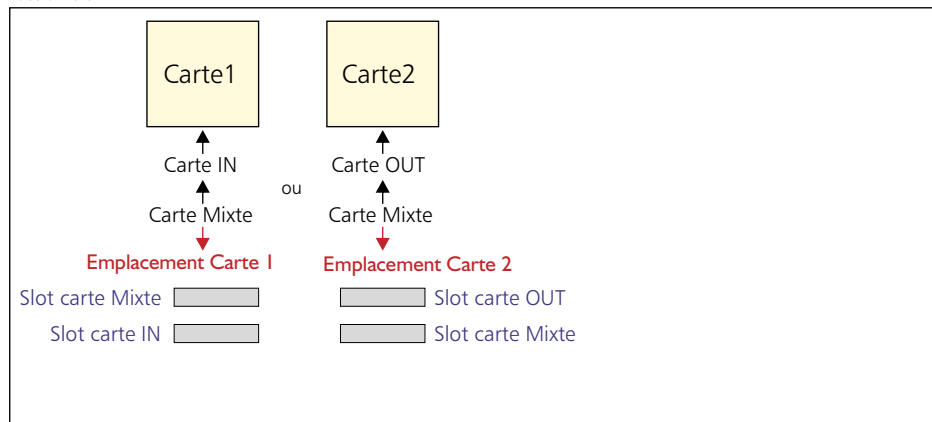 Carte1 Carte2
Carte IN Carte OUT
ou
Carte Mixte Carte Mixte
Emplacement Carte 1 Emplacement Carte 2
Slot carte Mixte Slot carte OUT
Slot carte IN Slot carte Mixte